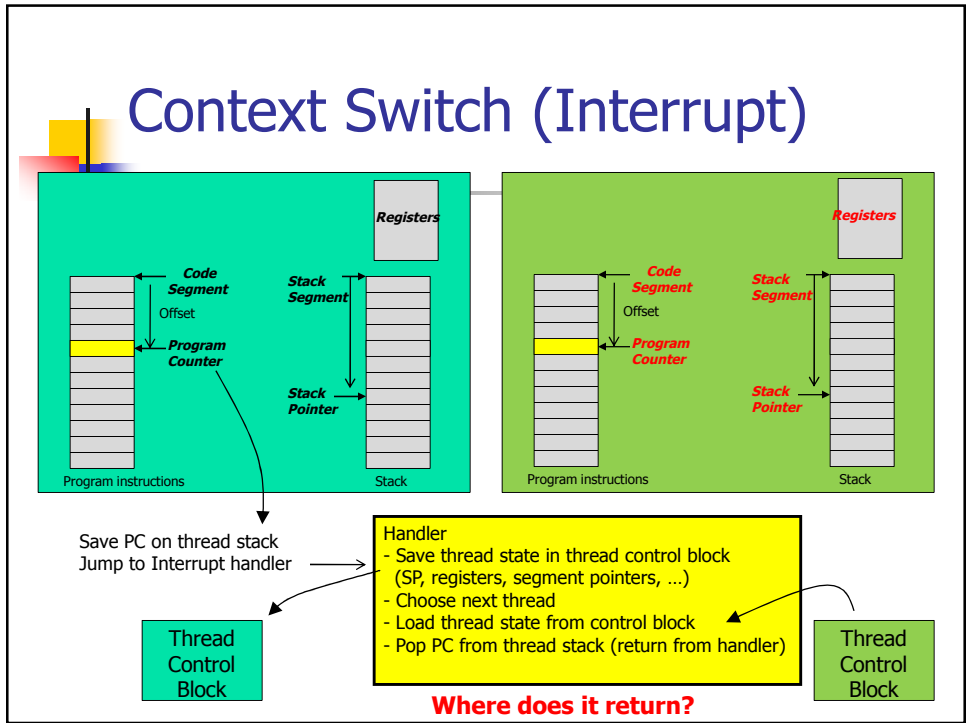 Context Switch (Interrupt)
Registers
Code
Segment
Offset
Program
Counter
Stack
Segment
Stack
Pointer
Program instructions
Stack
Registers
Code
Segment
Offset
Program
Counter
Stack
Segment
Stack
Pointer
Program instructions
Stack
Save PC on thread stack
Jump to Interrupt handler
Handler
- Save thread state in thread control block
(SP, registers, segment pointers, …)
- Choose next thread
- Load thread state from control block
- Pop PC from thread stack (return from handler)
Thread
Control
Block
Thread
Control
Block
Where does it return?